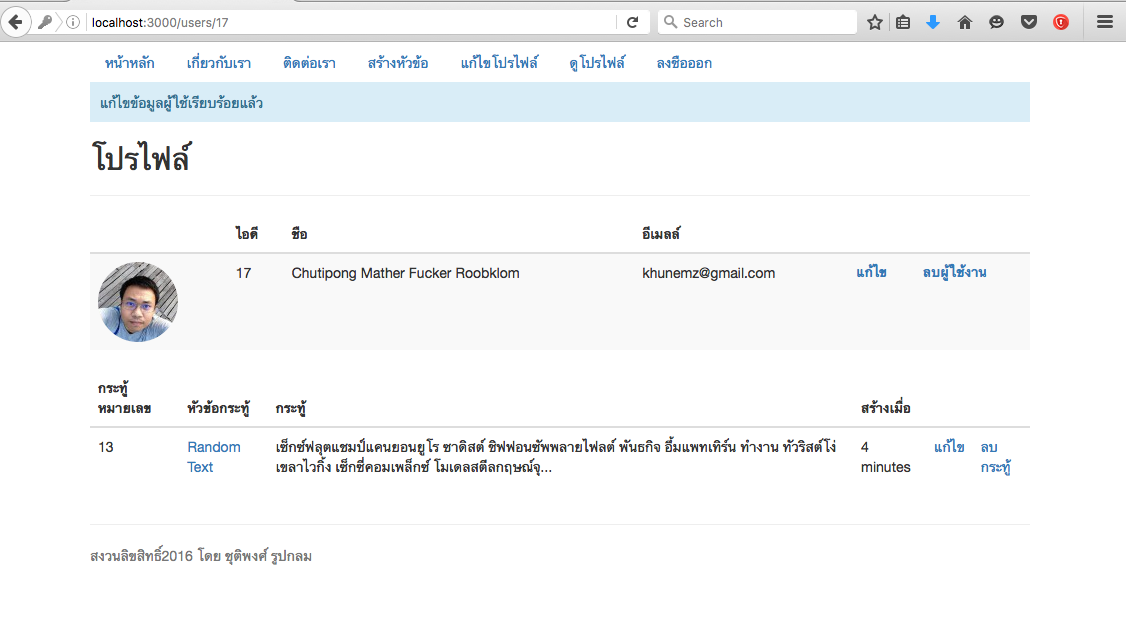 localhost:3000/users/17
Search
หน้าหลัก เกี่ยวกับเรา ติดต่อเรา สร้างหัวข้อ แก้ไขโปรไฟล์ ดูโปรไฟล์ ลงชื่อออก
แก้ไขข้อมูลผู้ใช้เรียบร้อยแล้ว
โปรไฟล์
ไอดี ชื่อ อีเมลล์
17 Chutipong Mather Fucker Roobklom khunemz@gmail.com แก้ไข ลบผู้ใช้งาน
กระทู้
หมายเลข หัวข้อกระทู้ กระทู้ สร้างเมื่อ
13 Random เซ็กซ์ฟลุตแชมป์แคนยอนยูโร ซาดิสต์ ชิฟฟอนซัพพลายไฟลต์ พันธกิจ อึ้มแพทเทิร์น ทำงาน ทัวริสต์โง่ 4 แก้ไข ลบ
Text เขลาไวกิ้ง เซ็กซี่คอมเพล็กซ์ โมเดลสตีลกฤษณ์จุ... minutes กระทู้
สงวนลิขสิทธิ์2016 โดย ชุติพงศ์ รูปกลม